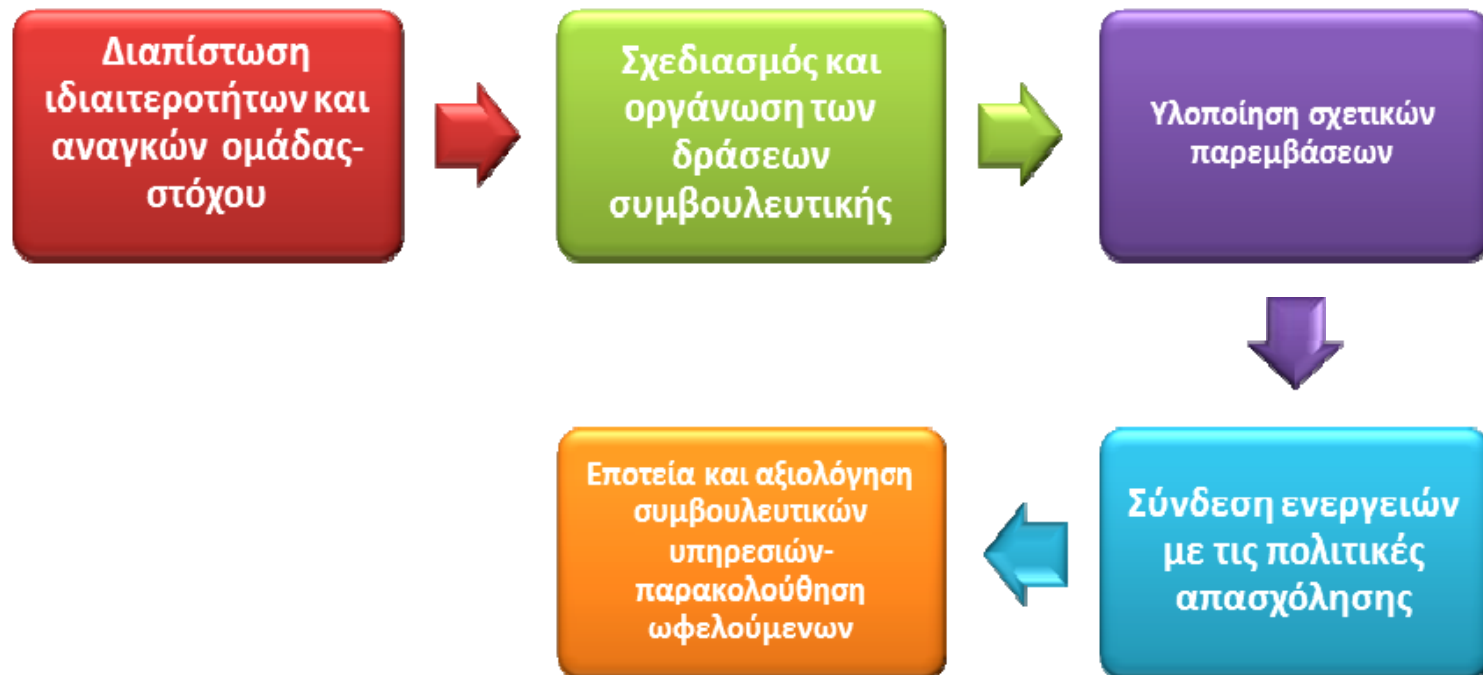 Διαπίστωση
ιδιαιτεροτήτων και
αναγκών ομάδας-
στόχου
Σχεδιασμός και
οργάνωση των
δράσεων
συμβουλευτικής
Υλοποίηση σχετικών
παρεμβάσεων
Σύνδεση ενεργειών
με τις πολιτικές
απασχόλησης
Εποτεία και αξιολόγηση
συμβουλευτικών
υπηρεσιών-
παρακολούθηση
ωφελούμενων